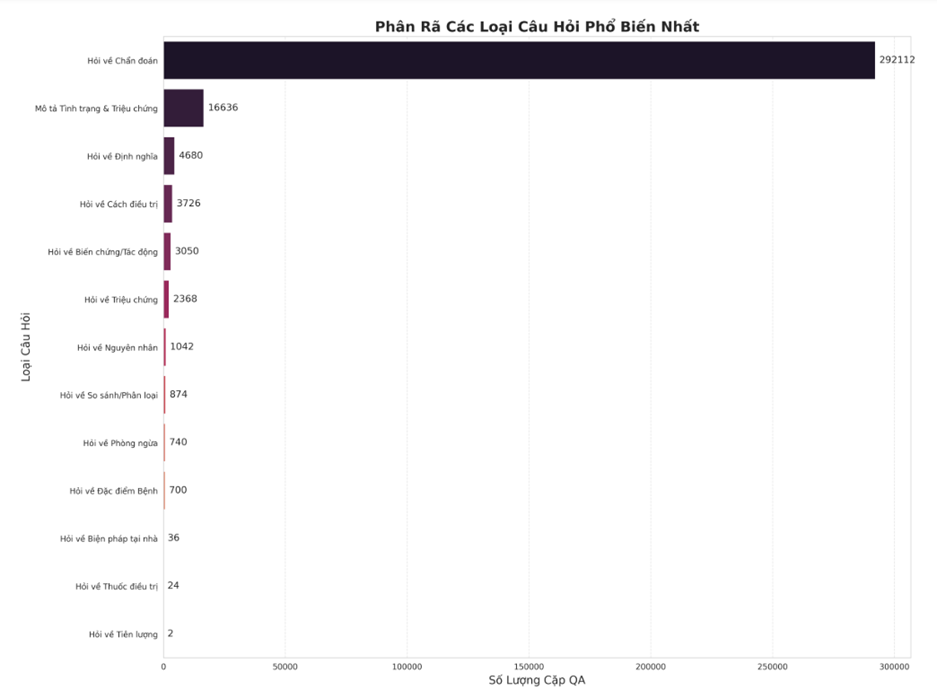 Phân Rã Các Loại Câu Hỏi Phổ Biến Nhất
Hỏi về Chẩn đoán
292112
Mô tả Tình trạng & Triệu chứng
16636
Hỏi về Định nghĩa
4680
Hỏi về Cách điều trị
3726
Hỏi về Biến chứng/Tác động
3050
Hỏi về Triệu chứng
2368
Hỏi về Nguyên nhân
1042
Hỏi về So sánh/Phân loại
874
Hỏi về Phòng ngừa
740
Hỏi về Đặc điểm Bệnh
700
Hỏi về Biện pháp tại nhà
36
Hỏi về Thuốc điều trị
24
Hỏi về Tiên lượng
2
Loại Câu Hỏi
0 50000 100000 150000 200000 250000 300000
Số Lượng Cặp QA